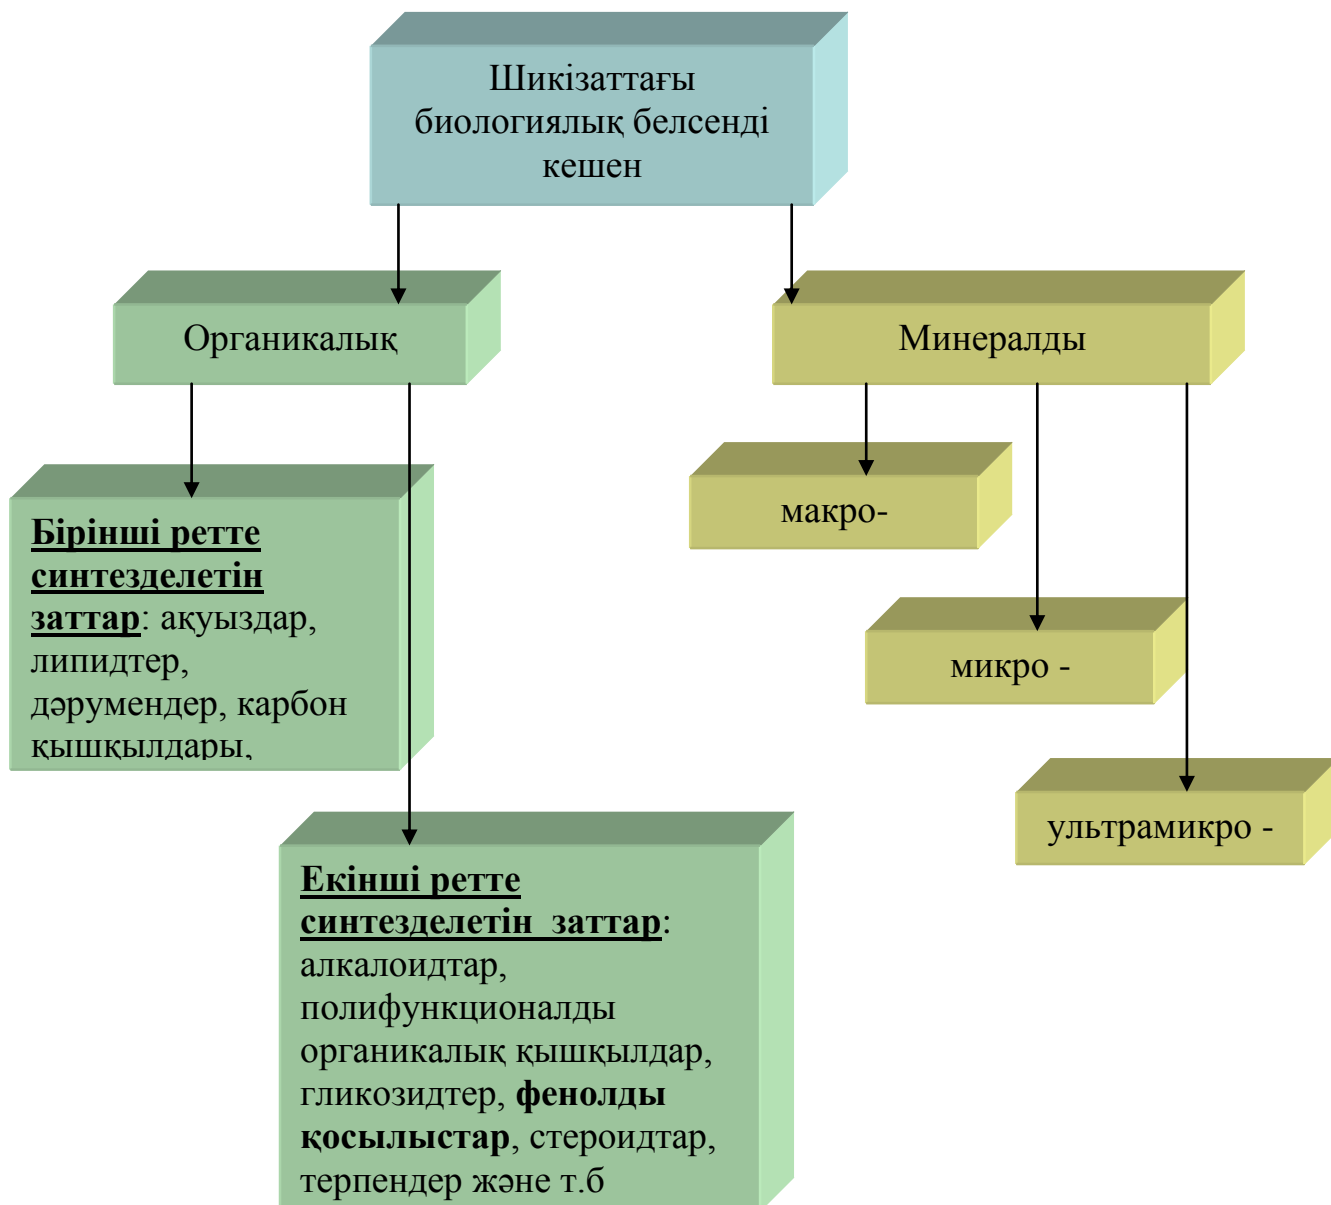 Шикізаттағы
биологиялық белсенді
кешен
Органикалық
Минералды
Бірінші ретте
синтезделетін
заттар: ақуыздар,
липидтер,
дәрумендер, карбон
қышқылдары,
макро-
микро -
ультрамикро -
Екінші ретте
синтезделетін  заттар:
алкалоидтар,
полифункционалды
органикалық қышқылдар,
гликозидтер, фенолды
қосылыстар, стероидтар,
терпендер және т.б